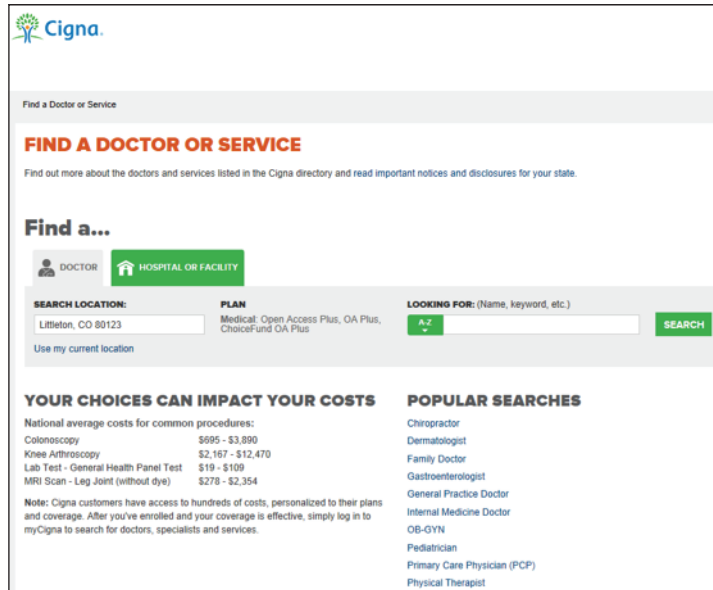 Cigna.
Find a Doctor or Service
FIND A DOCTOR OR SERVICE
Find out more about the doctors and services listed in the Cigna directory and read important notices and disclosures for your state.
Find a...
DOCTOR
HOSPITAL OR FACILITY
SEARCH LOCATION:
Littleton, CO 80123
Use my current location
PLAN
Medical: Open Access Plus, OA Plus,
ChoiceFund OA Plus
LOOKING FOR: (Name, keyword, etc.)
A-Z
SEARCH
YOUR CHOICES CAN IMPACT YOUR COSTS
National average costs for common procedures:
Colonoscopy $695 - $3,890
Knee Arthroscopy $2,167 - $12,470
Lab Test - General Health Panel Test $19 - $109
MRI Scan - Leg Joint (without dye) $278 - $2,354
Note: Cigna customers have access to hundreds of costs, personalized to their plans
and coverage. After you've enrolled and your coverage is effective, simply log in to
myCigna to search for doctors, specialists and services.
POPULAR SEARCHES
Chiropractor
Dermatologist
Family Doctor
Gastroenterologist
General Practice Doctor
Internal Medicine Doctor
OB-GYN
Pediatrician
Primary Care Physician (PCP)
Physical Therapist